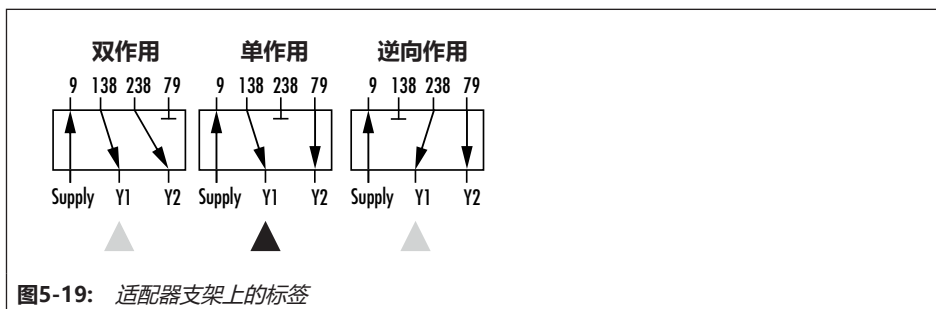 双作用 单作用 逆向作用
9 138 238 79 9 138 238 79 9 138 238 79
Supply Y1 Y2 Supply Y1 Y2 Supply Y1 Y2
图5-19: 适配器支架上的标签